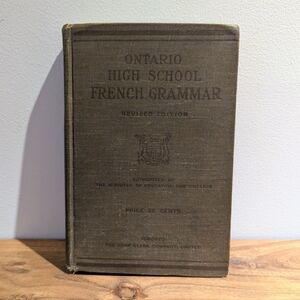 ONTARIO
HIGH SCHOOL
FRENCH GRAMMAR
REVISED EDITION
AUTHORIZED BY
THE MINISTER OF EDUCATION FOR ONTARIO
PRICE CENTS
TORONTO
THE COPP CLARK COMPANY, LIMITED